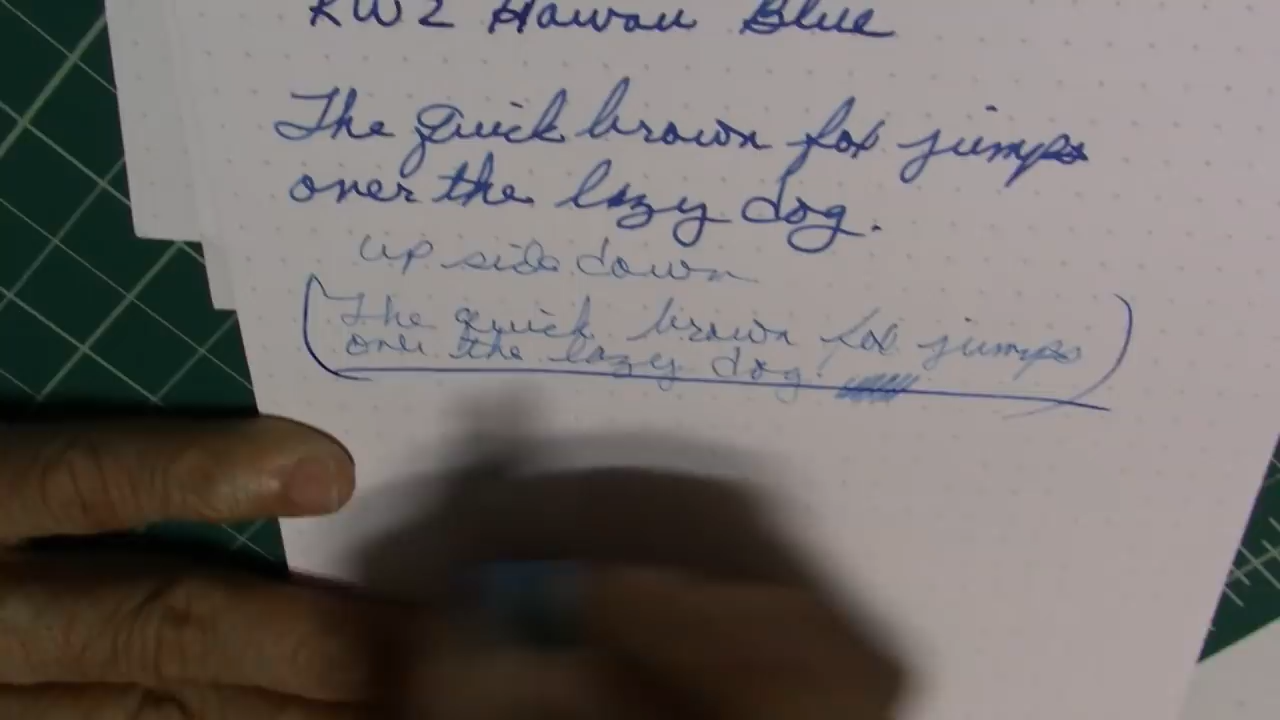 KWZ Hawaii Blue
The quick brown fox jumps
over the lazy dog.
up side down
The quick brown fox jumps
over the lazy dog.